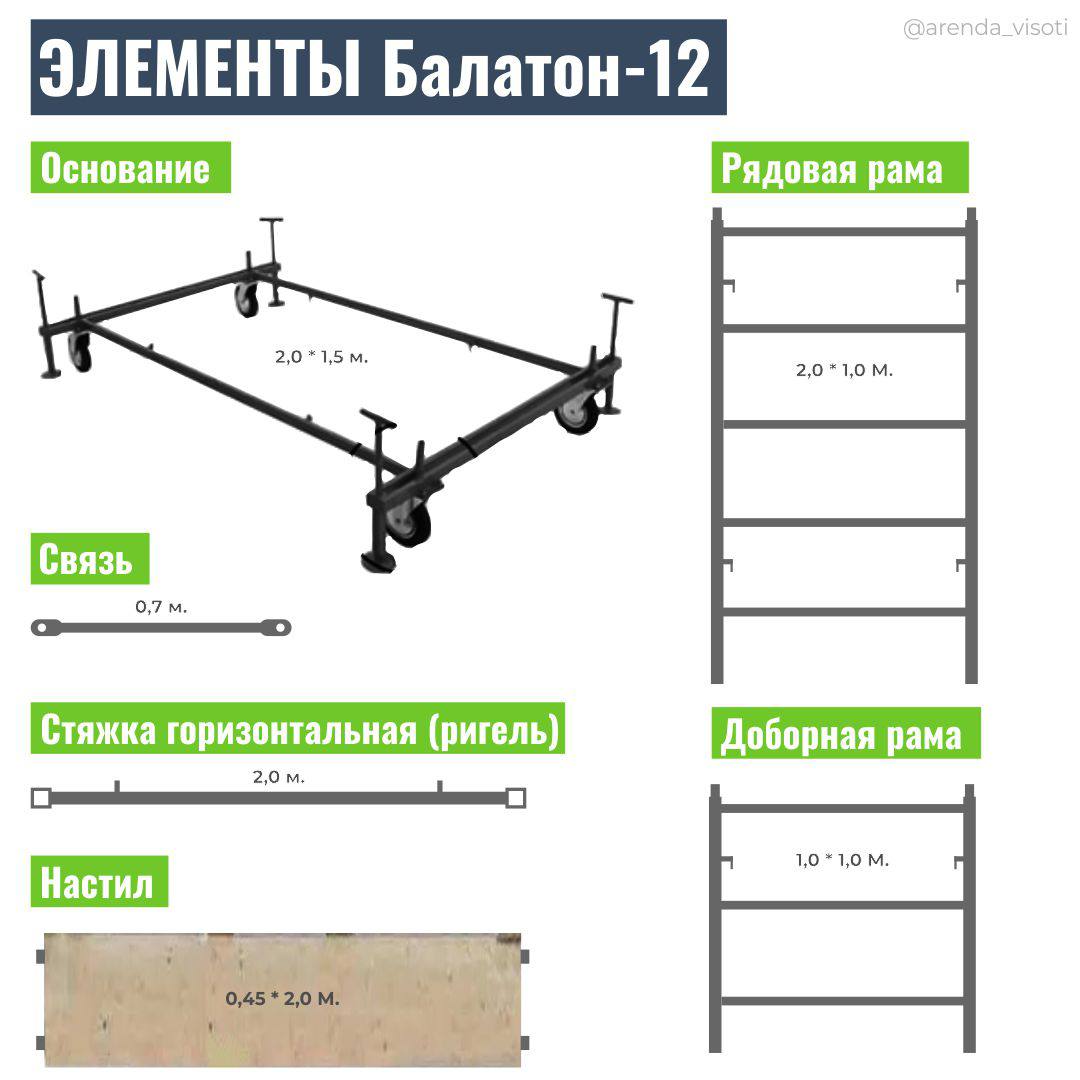 @arenda_visoti
ЭЛЕМЕНТЫ Балатон-12
Основание
2,0 * 1,5 м.
Рядовая рама
2,0 * 1,0 М.
Связь
0,7 м.
Стяжка горизонтальная (ригель)
2,0 м.
Доборная рама
1,0 * 1,0 М.
Настил
0,45 * 2,0 М.